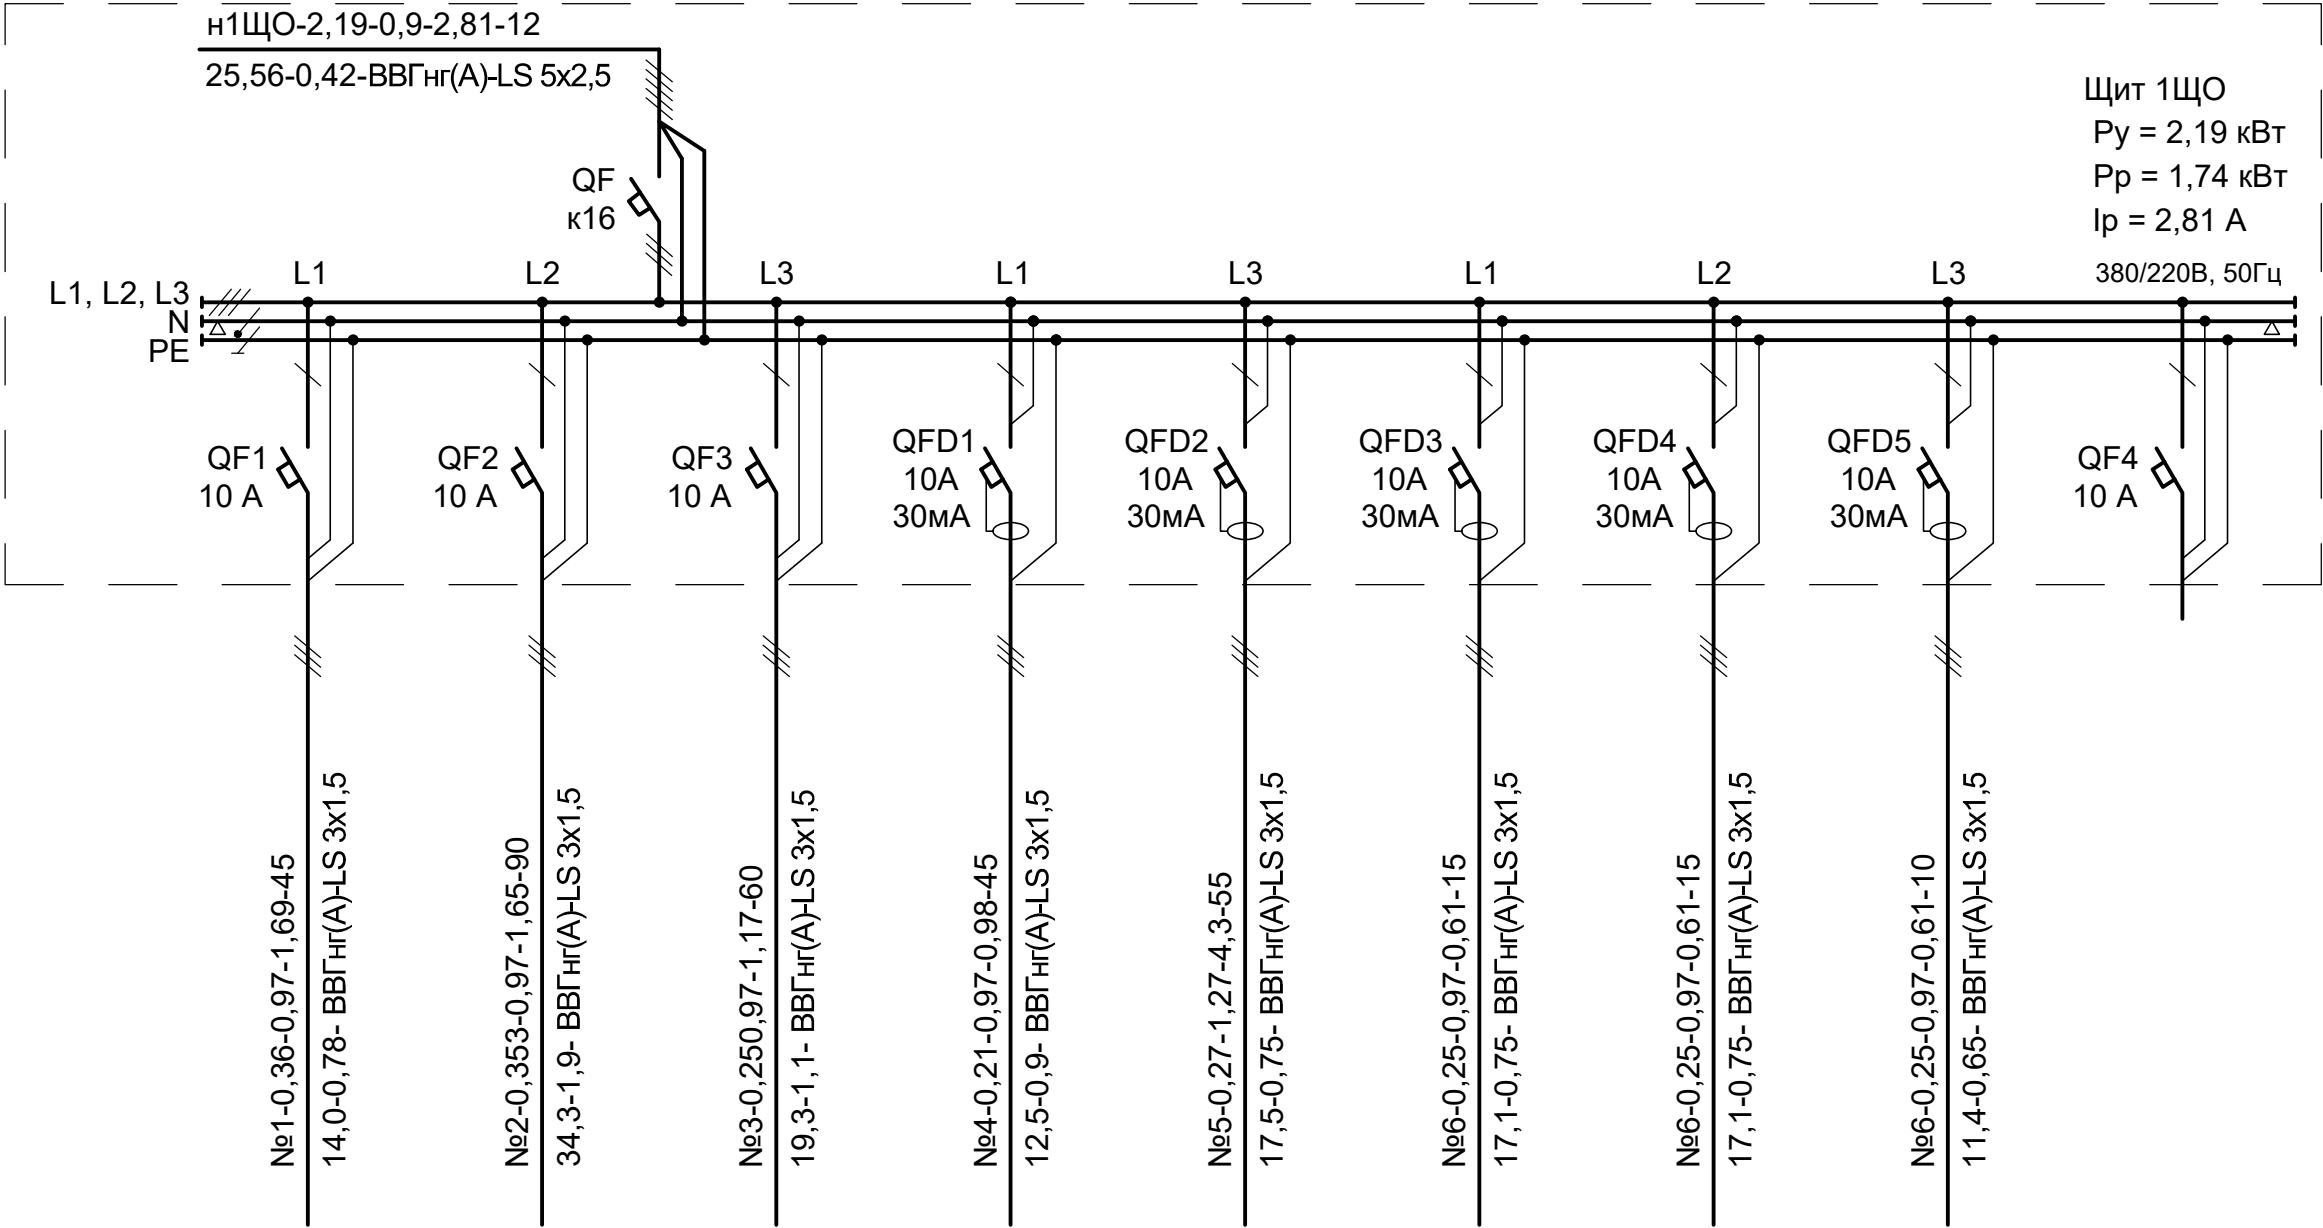 н1ЩО-2,19-0,9-2,81-12
25,56-0,42-ВВГнг(А)-LS 5х2,5
Щит 1ЩО
Ру = 2,19 кВт
Рр = 1,74 кВт
Iр = 2,81 А
380/220В, 50Гц
QF
к16
L1, L2, L3
N
PE
L1
L2
L3
L1
L3
L1
L2
L3
QF1
10 А
QF2
10 А
QF3
10 А
QFD1
10А
30мА
QFD2
10А
30мА
QFD3
10А
30мА
QFD4
10А
30мА
QFD5
10А
30мА
QF4
10 А
№1-0,36-0,97-1,69-45
14,0-0,78- ВВГнг(А)-LS 3х1,5
№2-0,353-0,97-1,65-90
34,3-1,9- ВВГнг(А)-LS 3х1,5
№3-0,250,97-1,17-60
19,3-1,1- ВВГнг(А)-LS 3х1,5
№4-0,21-0,97-0,98-45
12,5-0,9- ВВГнг(А)-LS 3х1,5
№5-0,27-1,27-4,3-55
17,5-0,75- ВВГнг(А)-LS 3х1,5
№6-0,25-0,97-0,61-15
17,1-0,75- ВВГнг(А)-LS 3х1,5
№6-0,25-0,97-0,61-15
17,1-0,75- ВВГнг(А)-LS 3х1,5
№6-0,25-0,97-0,61-10
11,4-0,65- ВВГнг(А)-LS 3х1,5